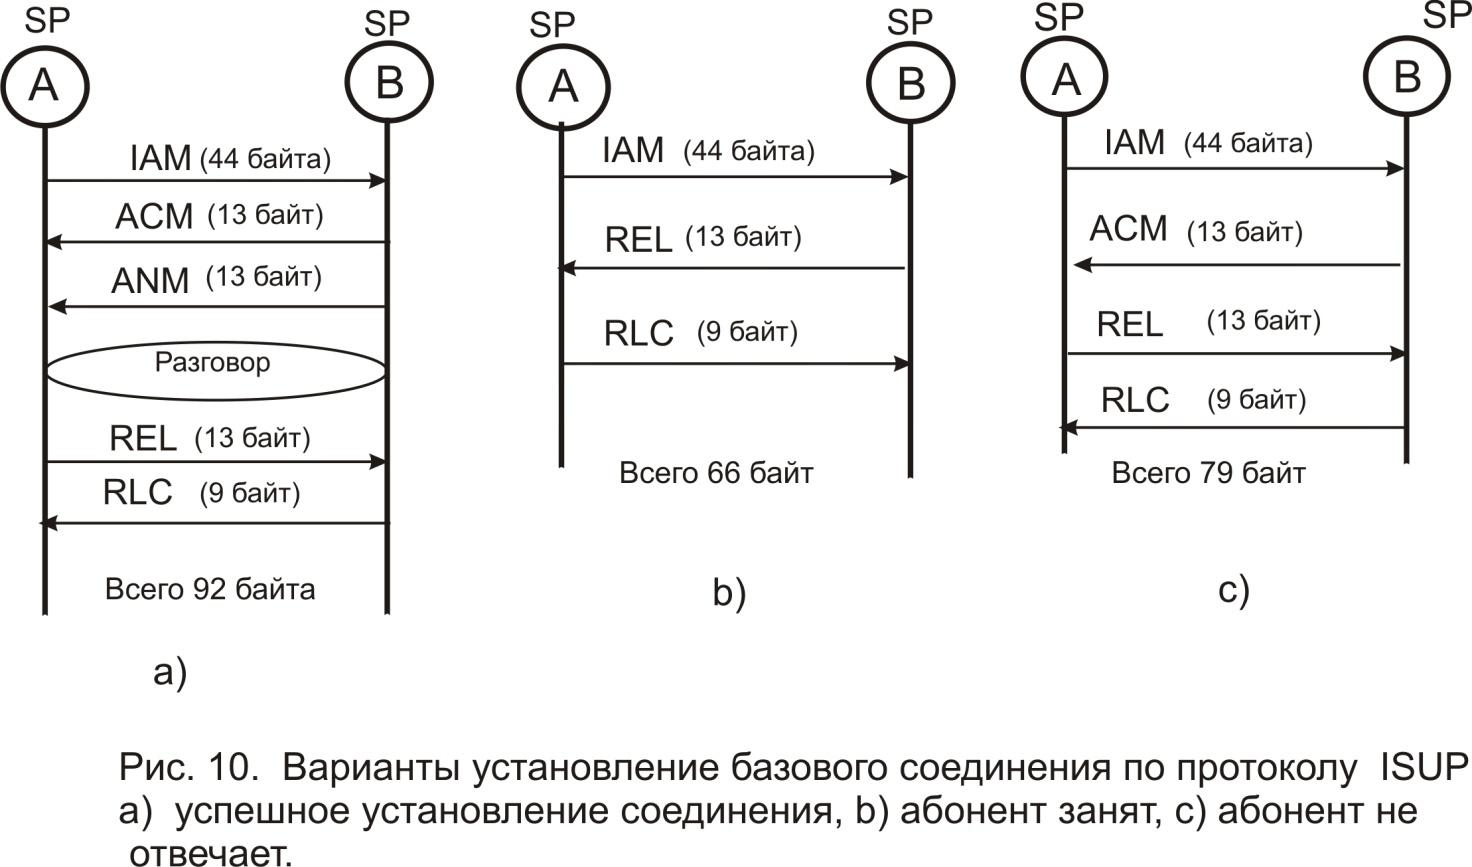 SP
SP
A
B
IAM (44 байта)
ACM (13 байт)
ANM (13 байт)
Разговор
REL (13 байт)
RLC (9 байт)
Всего 92 байта
a)
SP
SP
A
B
IAM (44 байта)
REL (13 байт)
RLC (9 байт)
Всего 66 байт
b)
SP
SP
A
B
IAM (44 байта)
ACM (13 байт)
REL (13 байт)
RLC (9 байт)
Всего 79 байт
c)
Рис. 10. Варианты установление базового соединения по протоколу ISUP
a) успешное установление соединения, b) абонент занят, c) абонент не
отвечает.